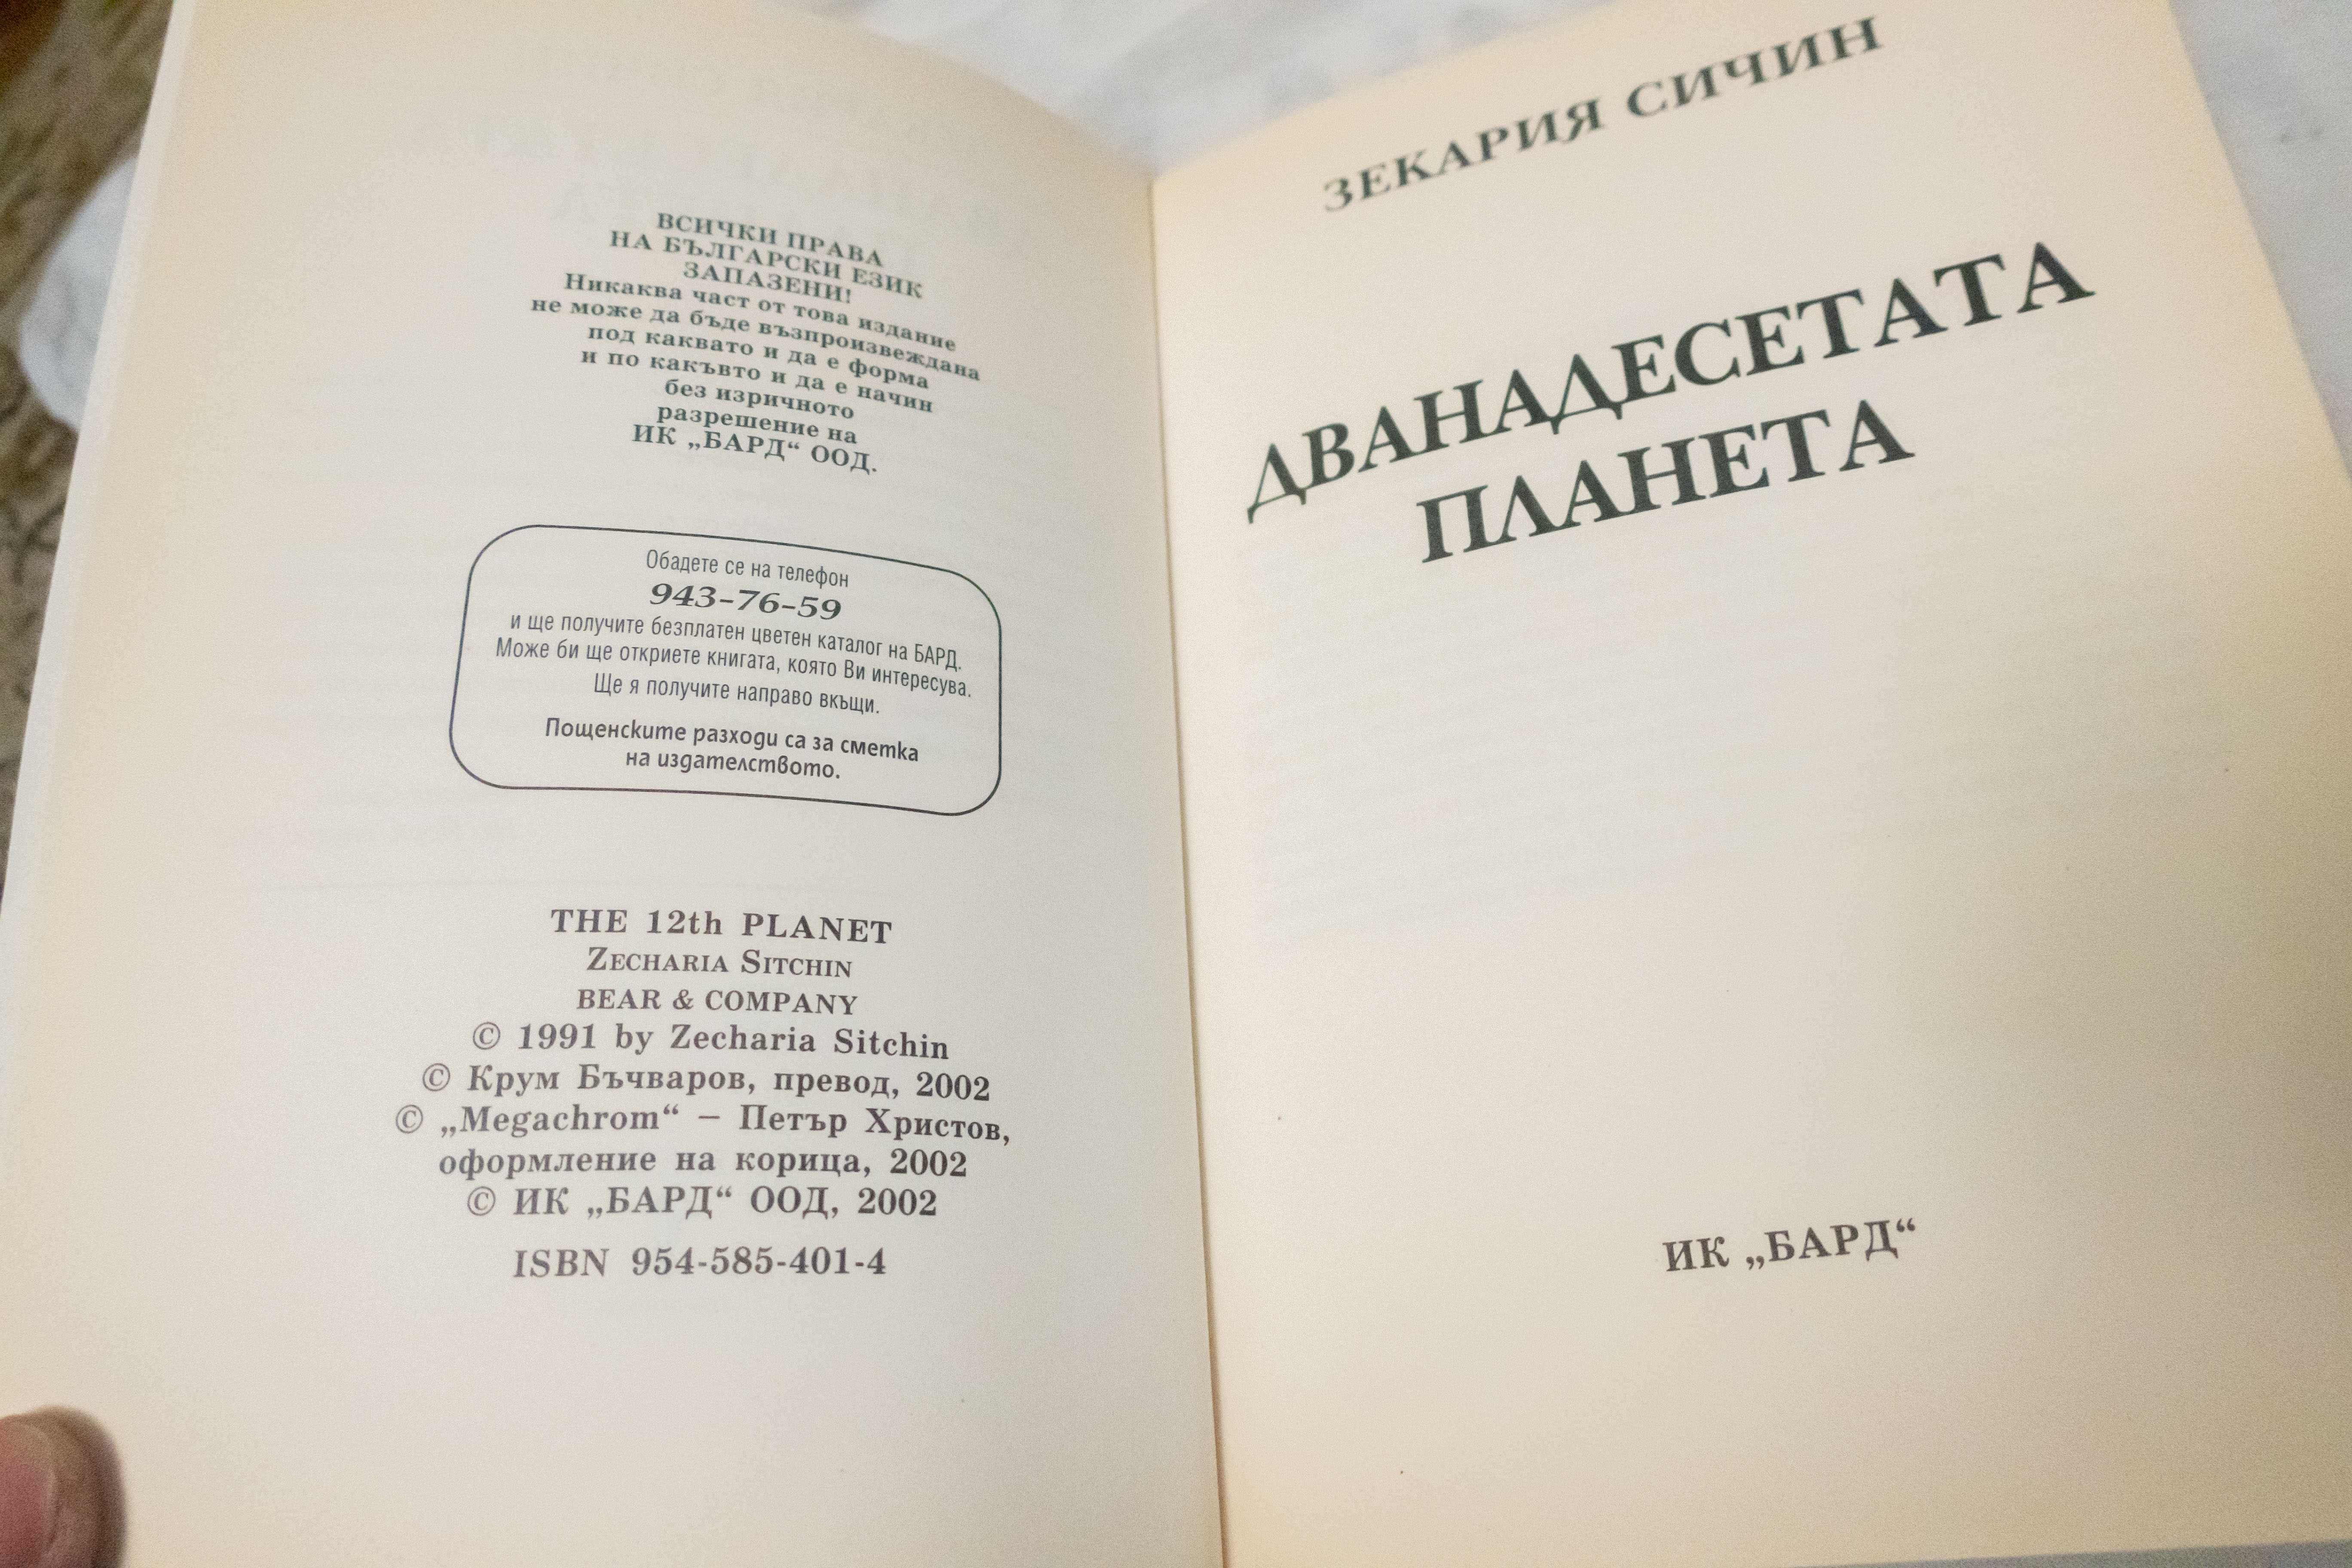 ВСИЧКИ ПРАВА
НА БЪЛГАРСКИ ЕЗИК
ЗАПАЗЕНИ!
Никаква част от това издание
не може да бъде възпроизвеждана
под каквато и да е форма
и по какъвто и да е начин
без изричното
разрешение на
ИК „БАРД“ ООД.
Обадете се на телефон
943-76-59
и ще получите безплатен цветен каталог на БАРД.
Може би ще откриете книгата, която Ви интересува.
Ще я получите направо вкъщи.
Пощенските разходи са за сметка
на издателството.
THE 12th PLANET
ZECHARIA SITCHIN
BEAR & COMPANY
© 1991 by Zecharia Sitchin
© Крум Бъчваров, превод, 2002
© „Megachrom“ – Петър Христов,
оформление на корица, 2002
© ИК „БАРД“ ООД, 2002
ISBN 954-585-401-4
ЗЕКАРИЯ СИЧИН
ДВАНАДЕСЕТАТА
ПЛАНЕТА
ИК „БАРД“